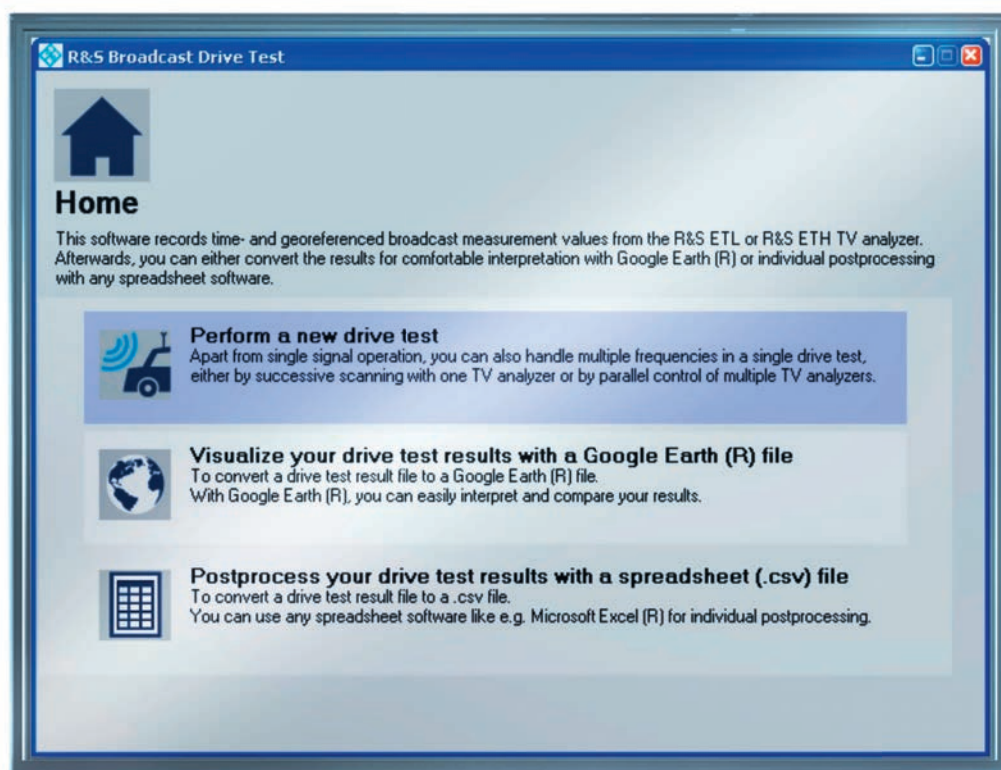 R&S Broadcast Drive Test
Home
This software records time- and georeferenced broadcast measurement values from the R&S ETL or R&S ETH TV analyzer.
Afterwards, you can either convert the results for comfortable interpretation with Google Earth (R) or individual postprocessing
with any spreadsheet software.
Perform a new drive test
Apart from single signal operation, you can also handle multiple frequencies in a single drive test,
either by successive scanning with one TV analyzer or by parallel control of multiple TV analyzers.
Visualize your drive test results with a Google Earth (R) file
To convert a drive test result file to a Google Earth (R) file.
With Google Earth (R), you can easily interpret and compare your results.
Postprocess your drive test results with a spreadsheet (.csv) file
To convert a drive test result file to a .csv file.
You can use any spreadsheet software like e.g. Microsoft Excel (R) for individual postprocessing.